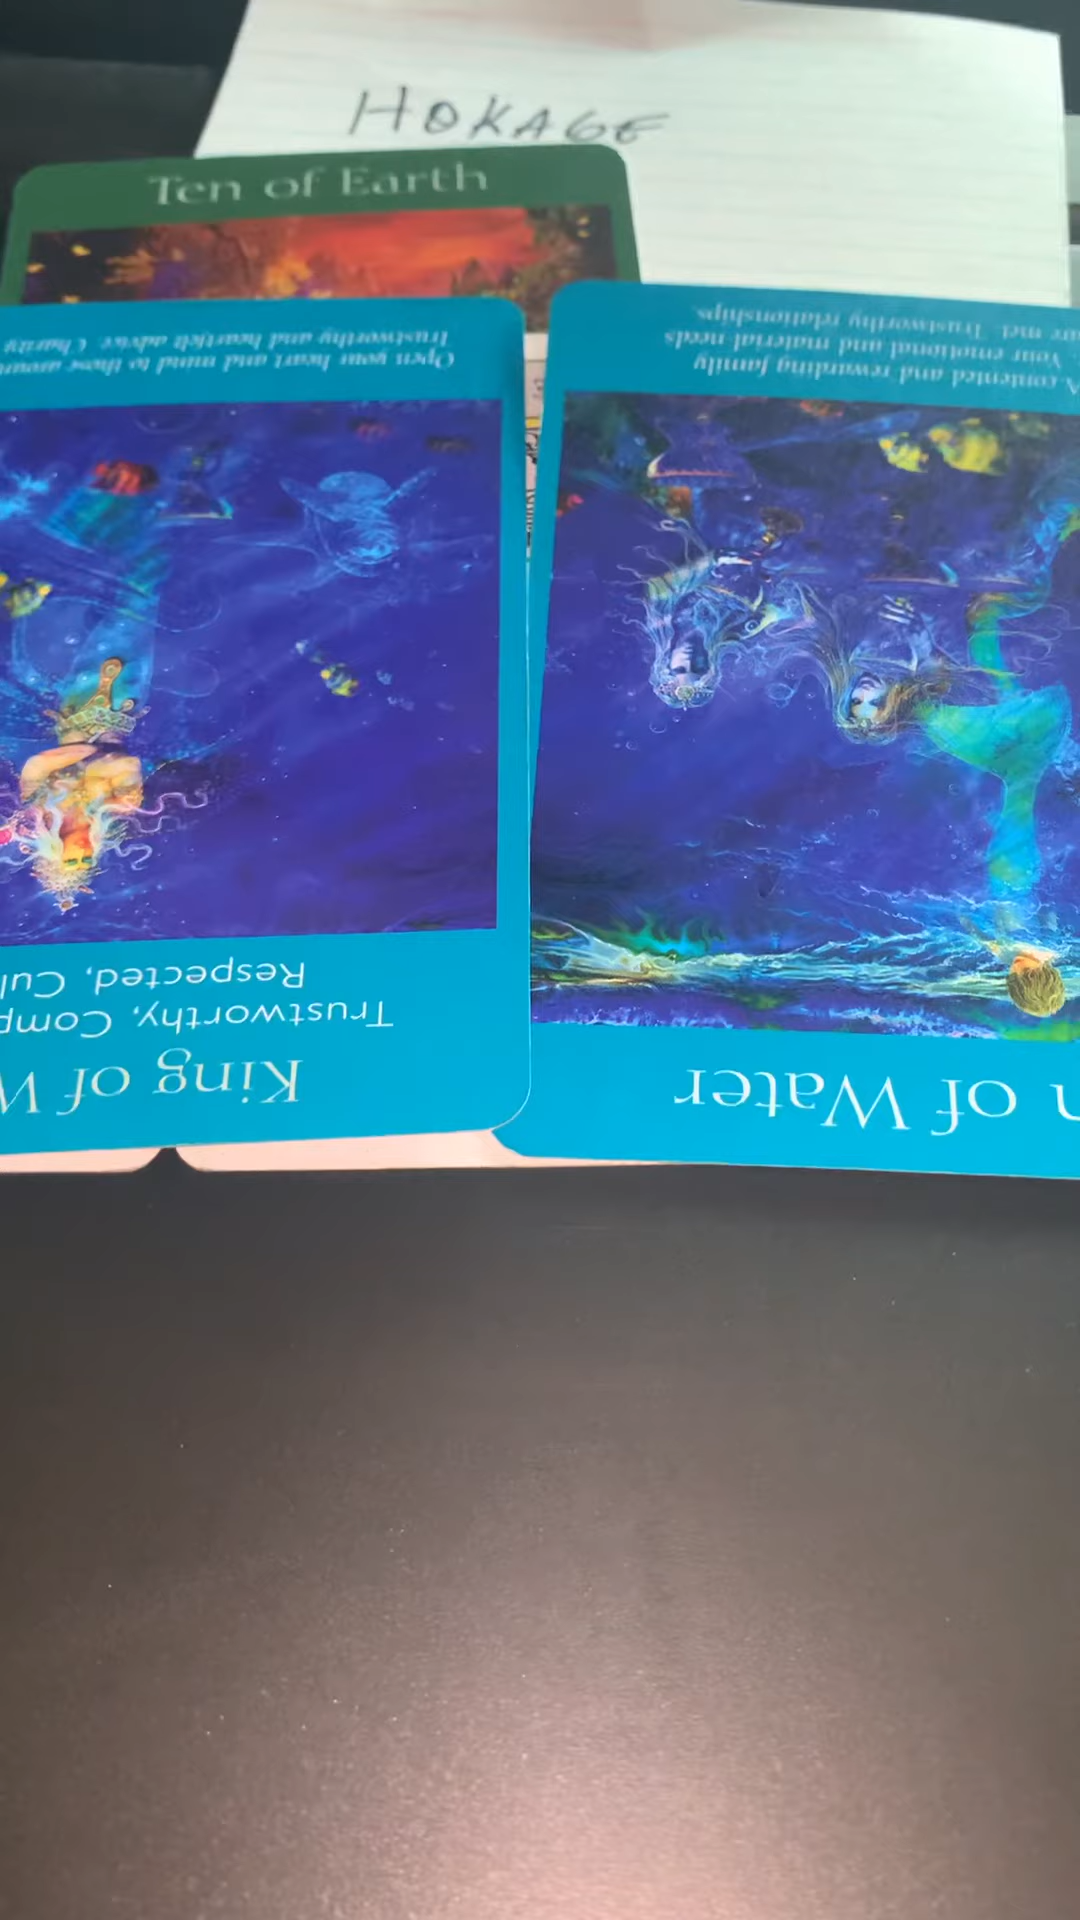 HOKAGE
Ten of Earth
King of W
Trustworthy, Comp
Respected, Cul
Open your heart and mind to those
Trustworthy and heartfelt advice. Charity
n of Water
A contented and rewarding family
Your emotional and material needs
are met. Trustworthy relationships.